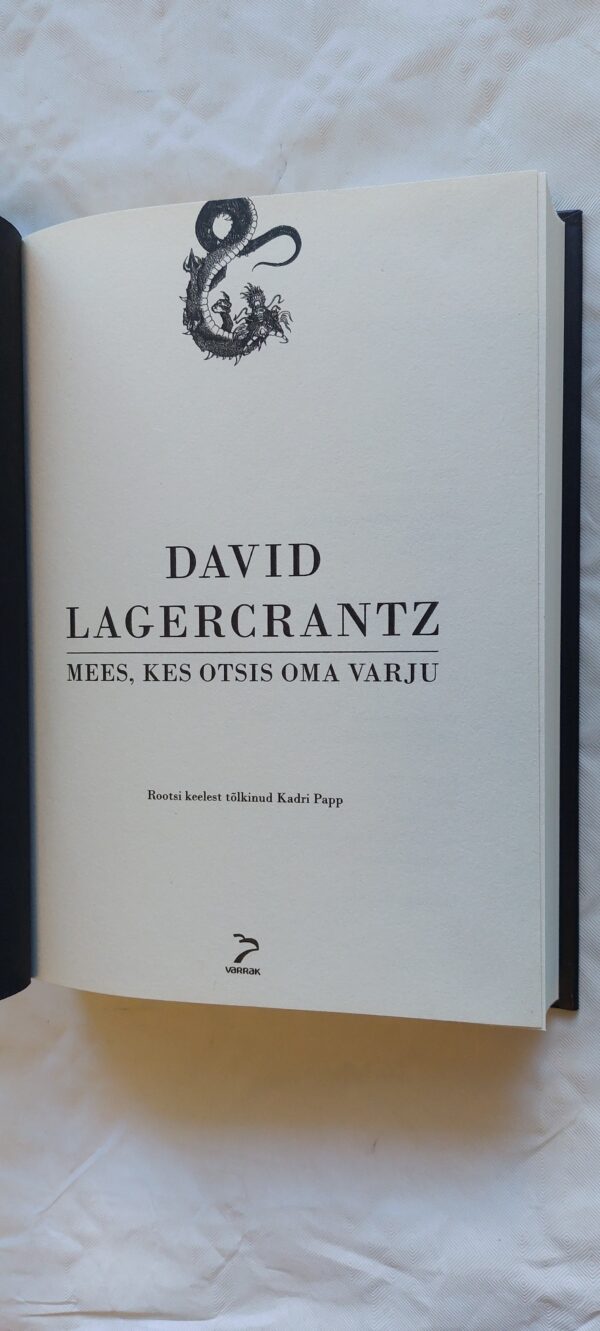 DAVID
LAGERCRANTZ
MEES, KES OTSIS OMA VARJU
Rootsi keelest tõlkinud Kadri Papp
VARRAK